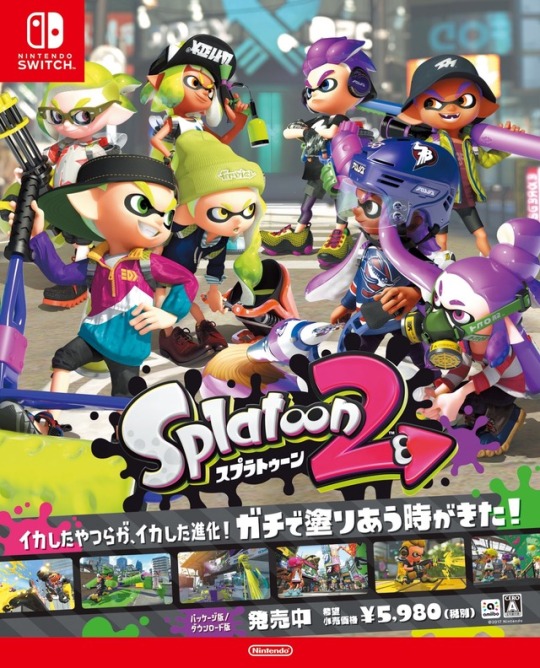 NINTENDO
SWITCH
Grotz
Splatoon 2
スプラトゥーン
イカしたやつらが、イカした進化！ガチで塗りあう時がきた！
パッケージ版/
ダウンロード版
発売中
希望
小売価格
¥5,980(税別)
CERO
A
©2017 Nintendo
Nintendo